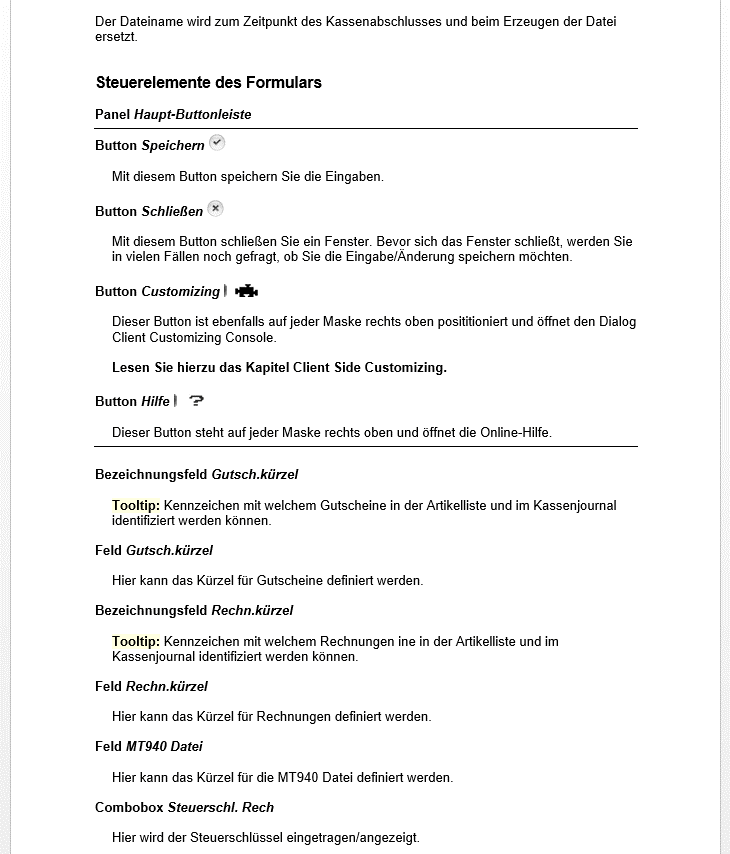 Der Dateiname wird zum Zeitpunkt des Kassenabschlusses und beim Erzeugen der Datei
ersetzt.
Steuerelemente des Formulars
Panel Haupt-Buttonleiste
Button Speichern
Mit diesem Button speichern Sie die Eingaben.
Button Schließen
Mit diesem Button schließen Sie ein Fenster. Bevor sich das Fenster schließt, werden Sie
in vielen Fällen noch gefragt, ob Sie die Eingabe/Änderung speichern möchten.
Button Customizing
Dieser Button ist ebenfalls auf jeder Maske rechts oben posititioniert und öffnet den Dialog
Client Customizing Console.
Lesen Sie hierzu das Kapitel Client Side Customizing.
Button Hilfe
Dieser Button steht auf jeder Maske rechts oben und öffnet die Online-Hilfe.
Bezeichnungsfeld Gutsch.kürzel
Tooltip: Kennzeichen mit welchem Gutscheine in der Artikelliste und im Kassenjournal
identifiziert werden können.
Feld Gutsch.kürzel
Hier kann das Kürzel für Gutscheine definiert werden.
Bezeichnungsfeld Rechn.kürzel
Tooltip: Kennzeichen mit welchem Rechnungen ine in der Artikelliste und im
Kassenjournal identifiziert werden können.
Feld Rechn.kürzel
Hier kann das Kürzel für Rechnungen definiert werden.
Feld MT940 Datei
Hier kann das Kürzel für die MT940 Datei definiert werden.
Combobox Steuerschl. Rech
Hier wird der Steuerschlüssel eingetragen/angezeigt.